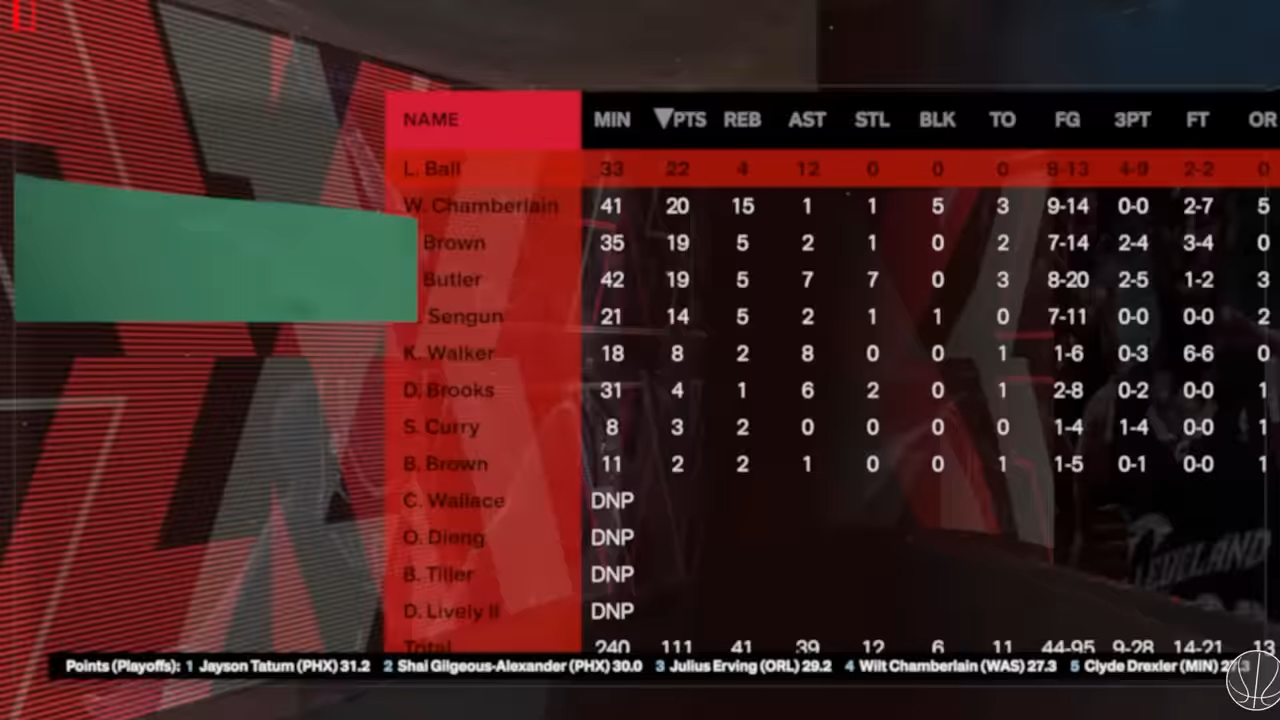 NAME MIN ▼PTS REB AST STL BLK TO FG 3PT FT OR
L. Ball 33 22 4 12 0 0 0 8-13 4-9 2-2 0
W. Chamberlain 41 20 15 1 1 5 3 9-14 0-0 2-7 5
Brown 35 19 5 2 1 0 2 7-14 2-4 3-4 0
Butler 42 19 5 7 7 0 3 8-20 2-5 1-2 3
Sengun 21 14 5 2 1 1 0 7-11 0-0 0-0 2
K. Walker 18 8 2 8 0 0 1 1-6 0-3 6-6 0
D. Brooks 31 4 1 6 2 0 1 2-8 0-2 0-0 1
S. Curry 8 3 2 0 0 0 0 1-4 1-4 0-0 1
B. Brown 11 2 2 1 0 0 1 1-5 0-1 0-0 1
C. Wallace DNP
O. Dieng DNP
B. Tiller DNP
D. Lively II DNP
Total 240 111 41 39 12 6 11 44-95 9-28 14-21 13
Points (Playoffs): 1 Jayson Tatum (PHX) 31.2 2 Shai Gilgeous-Alexander (PHX) 30.0 3 Julius Erving (ORL) 29.2 4 Wilt Chamberlain (WAS) 27.3 5 Clyde Drexler (MIN)
CLEVELAND